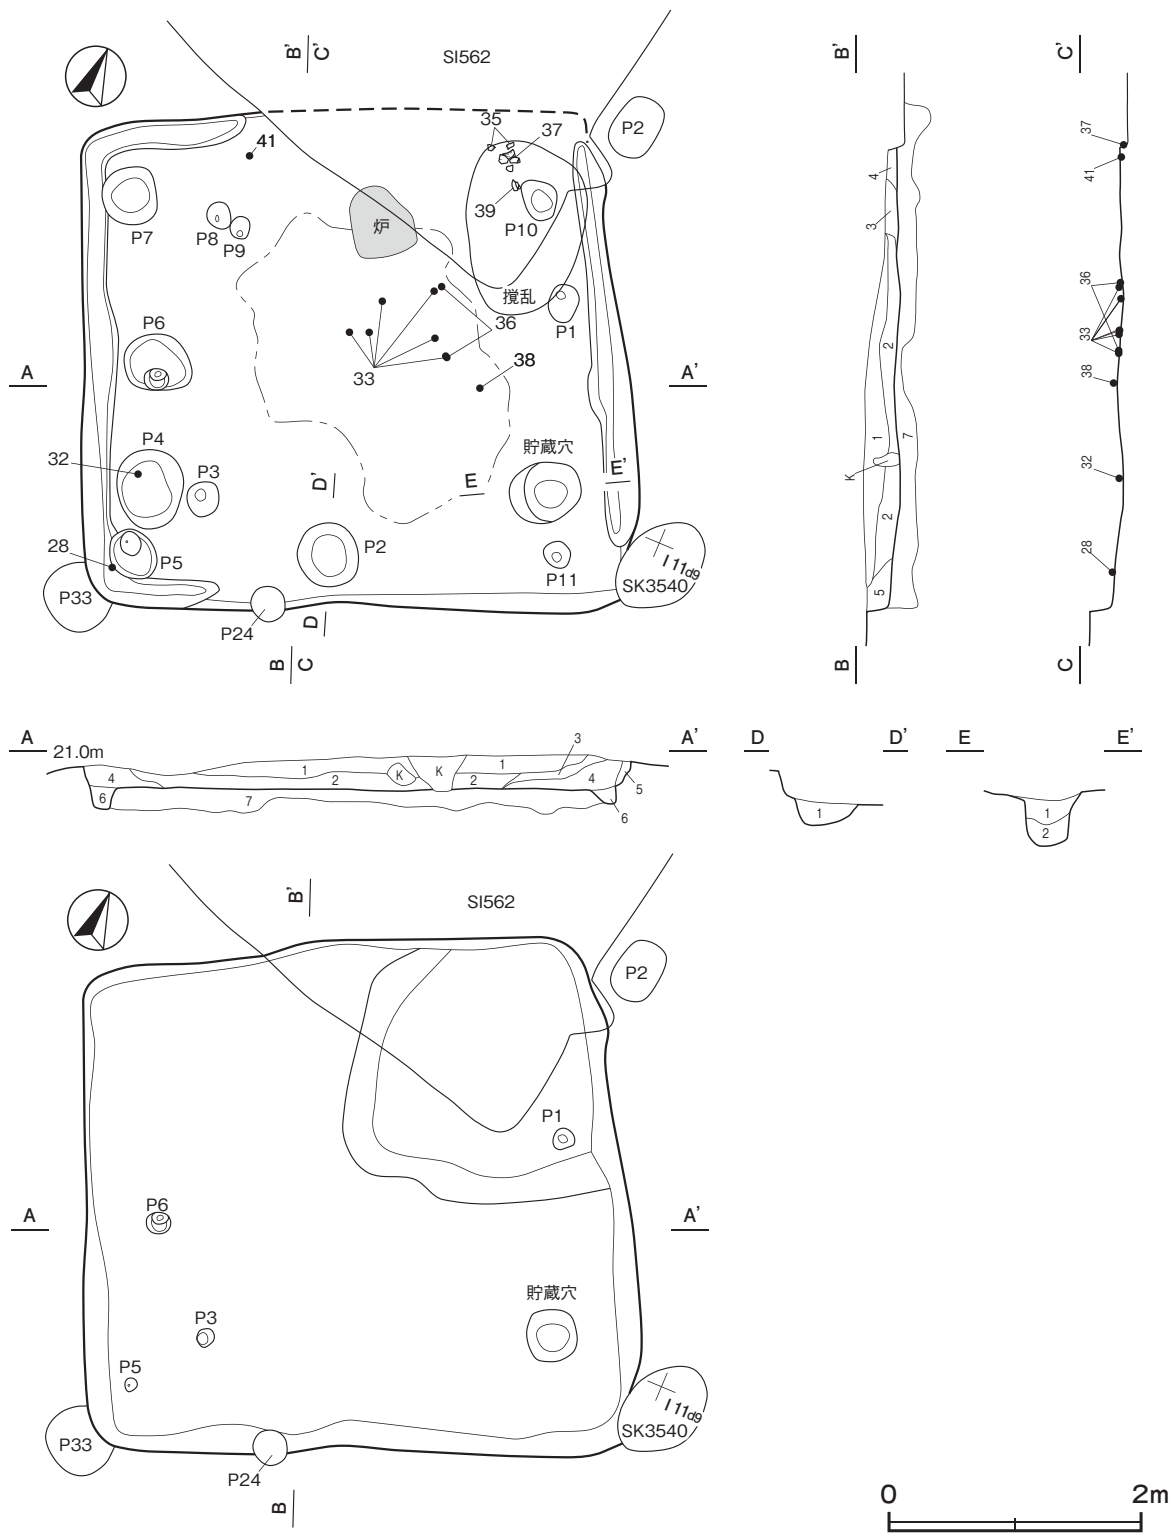 B' C' SI562 B' C'
P2
35 37
41
39
炉
P7 P8 P9 P10
撹乱
P1
36
33
38
P6
A A'
貯蔵穴
P4 P3
32
D' E E'
28 P5 P2 P11
I 11d9
SK3540
P33
P24
D
B C
4 3 2 1 7 K 2 5
B
37 41 36 33 38 32 28
C
A 21.0m A' D D' E E'
3
1 1
4 2 K K 2 4
5
6 7 6
1
1
2
B' SI562
P2
P1
P6
A A'
貯蔵穴
P3
P5
I 11d9
SK3540
P33
P24
B
0 2m